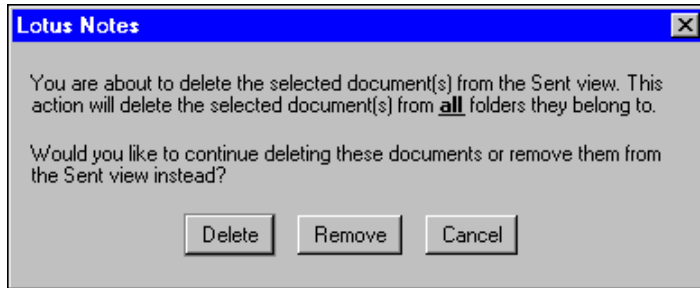 Lotus Notes
You are about to delete the selected document(s) from the Sent view. This
action will delete the selected document(s) from all folders they belong to.
Would you like to continue deleting these documents or remove them from
the Sent view instead?
Delete Remove Cancel